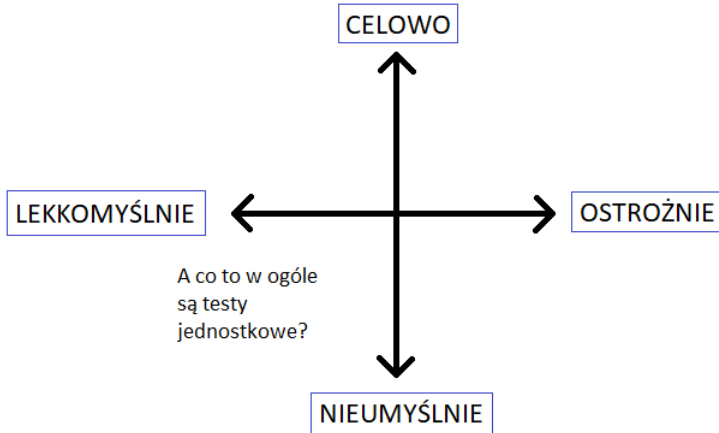 CELOWO
LEKKOMYŚLNIE
OSTROŻNIE
A co to w ogóle
są testy
jednostkowe?
NIEUMYŚLNIE